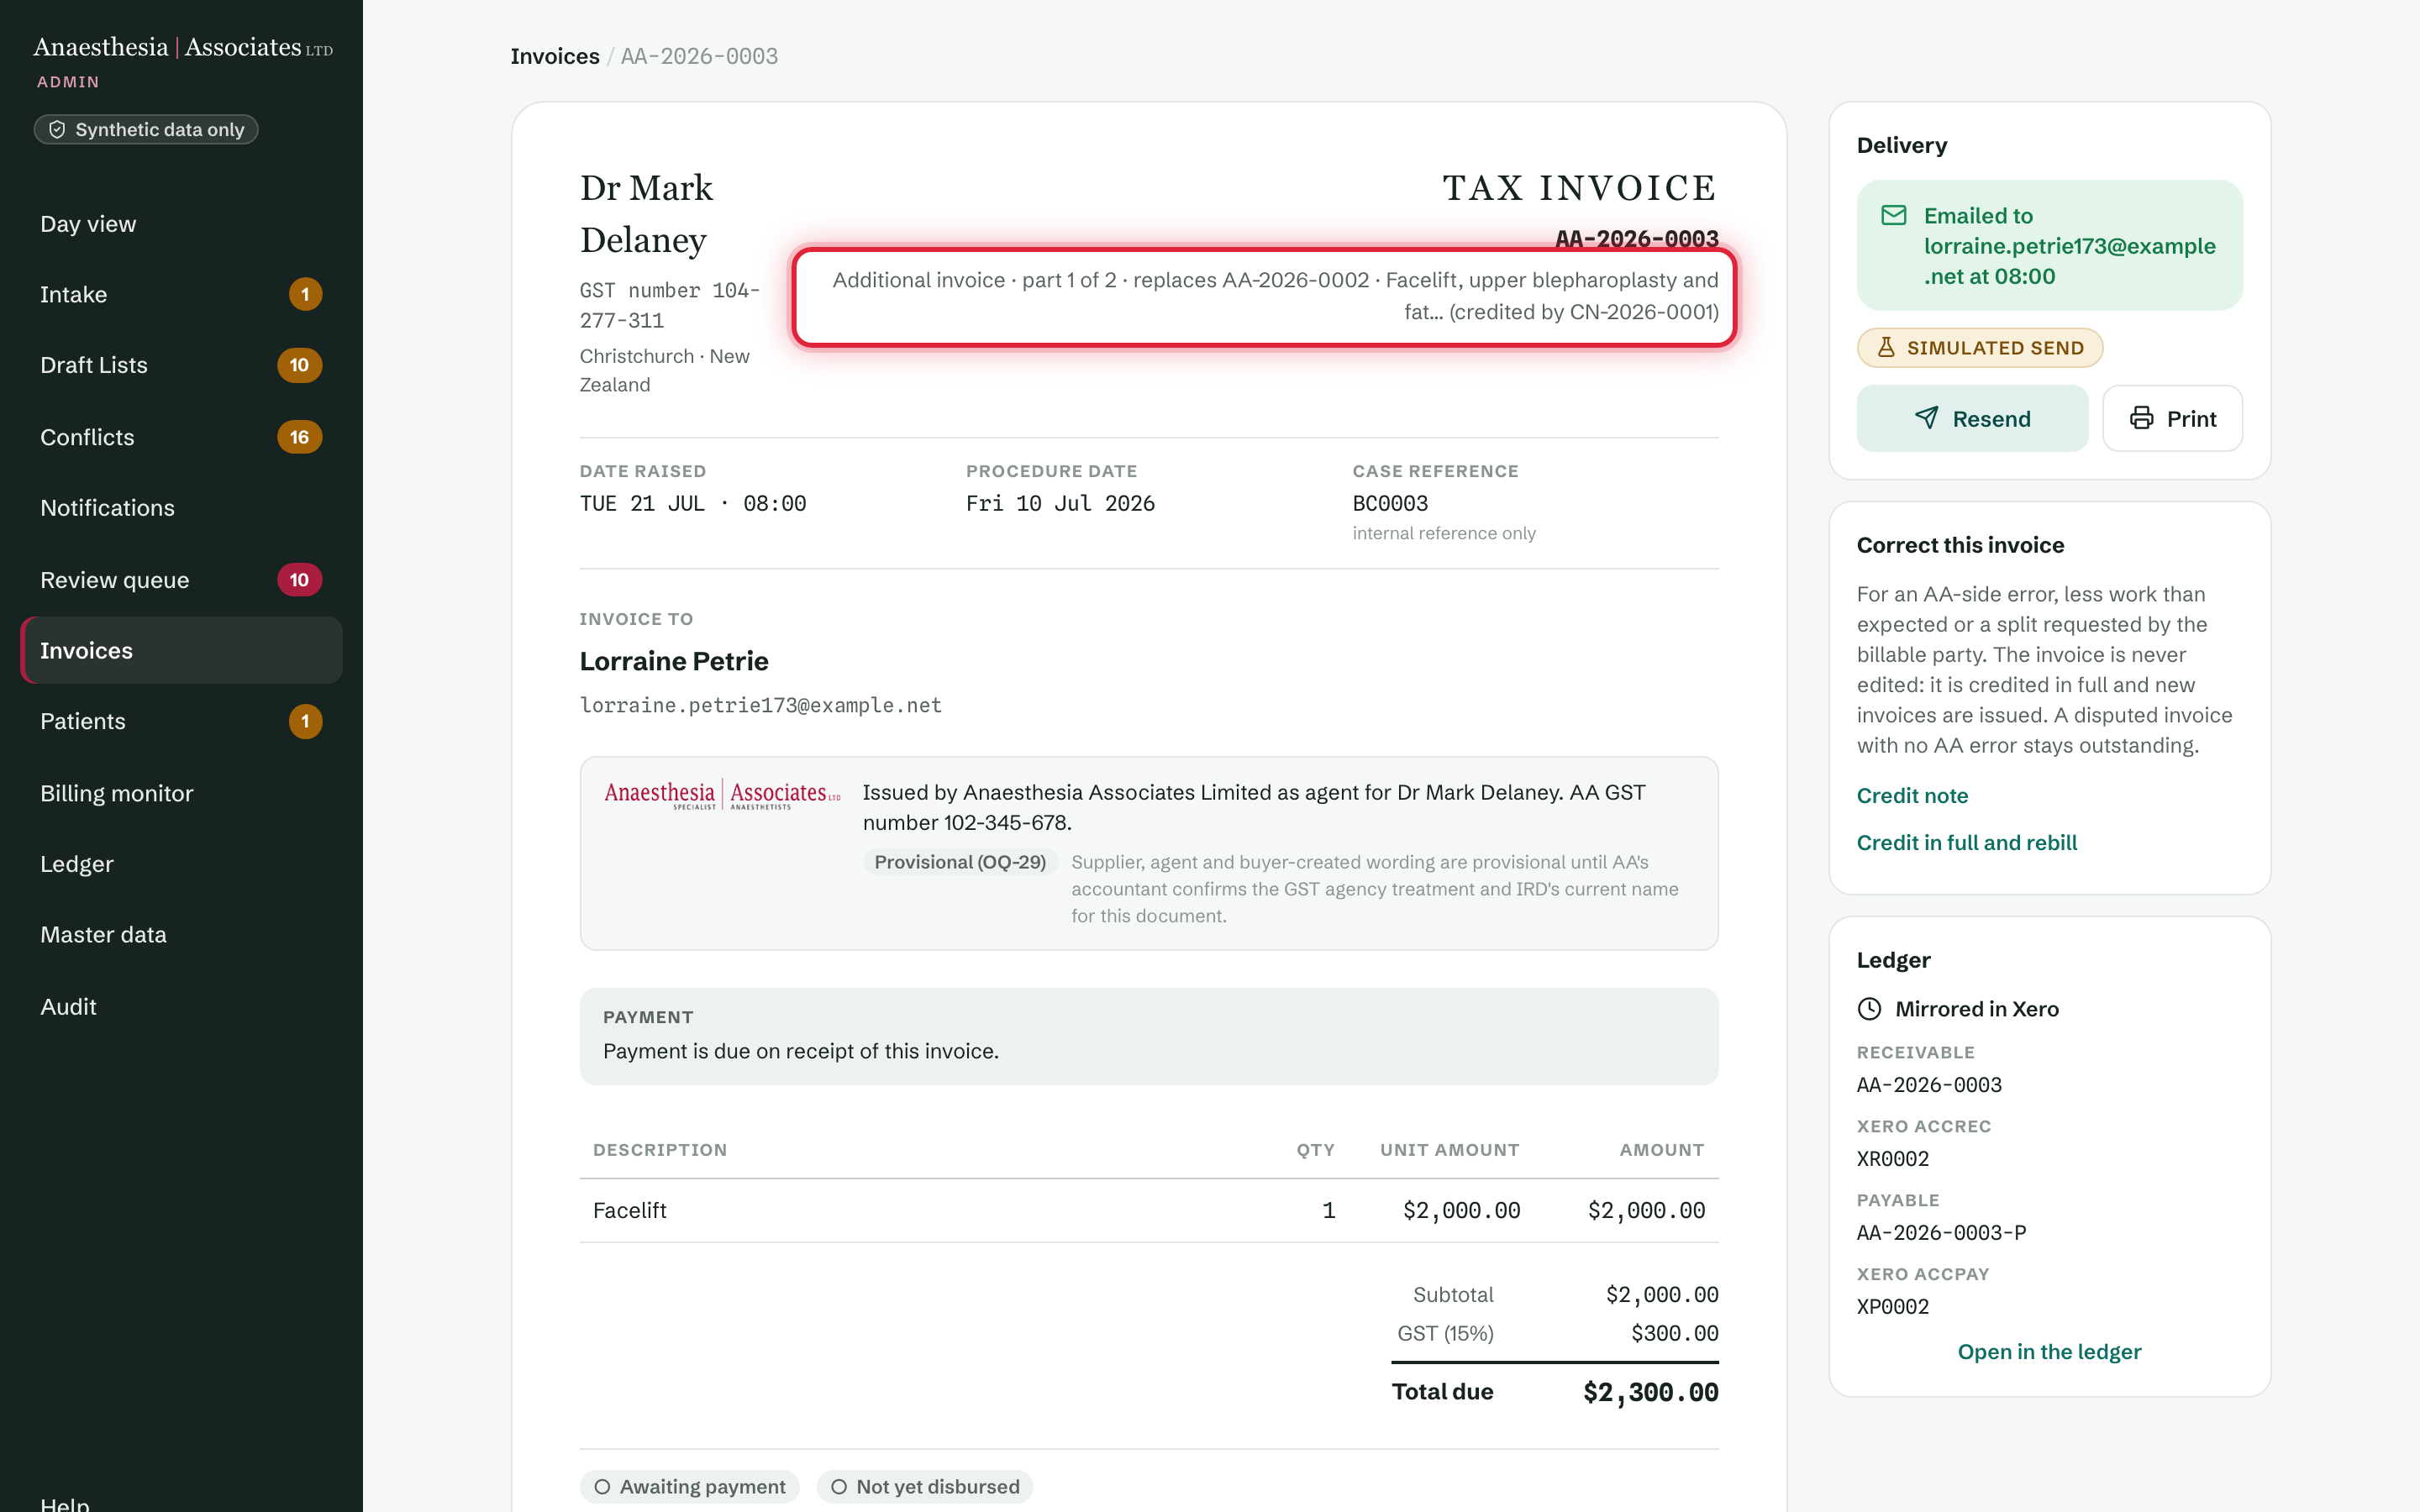 Anaesthesia | Associates LTD
ADMIN
Synthetic data only
Day view
Intake 1
Draft Lists 10
Conflicts 16
Notifications
Review queue 10
Invoices
Patients 1
Billing monitor
Ledger
Master data
Audit
Help
Invoices / AA-2026-0003
Dr Mark
Delaney
GST number 104-
277-311
Christchurch · New
Zealand
TAX INVOICE
AA-2026-0003
Additional invoice · part 1 of 2 · replaces AA-2026-0002 · Facelift, upper blepharoplasty and
fat... (credited by CN-2026-0001)
DATE RAISED PROCEDURE DATE CASE REFERENCE
TUE 21 JUL · 08:00 Fri 10 Jul 2026 BC0003
internal reference only
INVOICE TO
Lorraine Petrie
lorraine.petrie173@example.net
Anaesthesia | Associates LTD
SPECIALIST ANAESTHETISTS
Issued by Anaesthesia Associates Limited as agent for Dr Mark Delaney. AA GST
number 102-345-678.
Provisional (OQ-29) Supplier, agent and buyer-created wording are provisional until AA's
accountant confirms the GST agency treatment and IRD's current name
for this document.
PAYMENT
Payment is due on receipt of this invoice.
DESCRIPTION QTY UNIT AMOUNT AMOUNT
Facelift 1 $2,000.00 $2,000.00
Subtotal $2,000.00
GST (15%) $300.00
Total due $2,300.00
Awaiting payment Not yet disbursed
Delivery
Emailed to
lorraine.petrie173@example
.net at 08:00
SIMULATED SEND
Resend Print
Correct this invoice
For an AA-side error, less work than
expected or a split requested by the
billable party. The invoice is never
edited: it is credited in full and new
invoices are issued. A disputed invoice
with no AA error stays outstanding.
Credit note
Credit in full and rebill
Ledger
Mirrored in Xero
RECEIVABLE
AA-2026-0003
XERO ACCREC
XR0002
PAYABLE
AA-2026-0003-P
XERO ACCPAY
XP0002
Open in the ledger